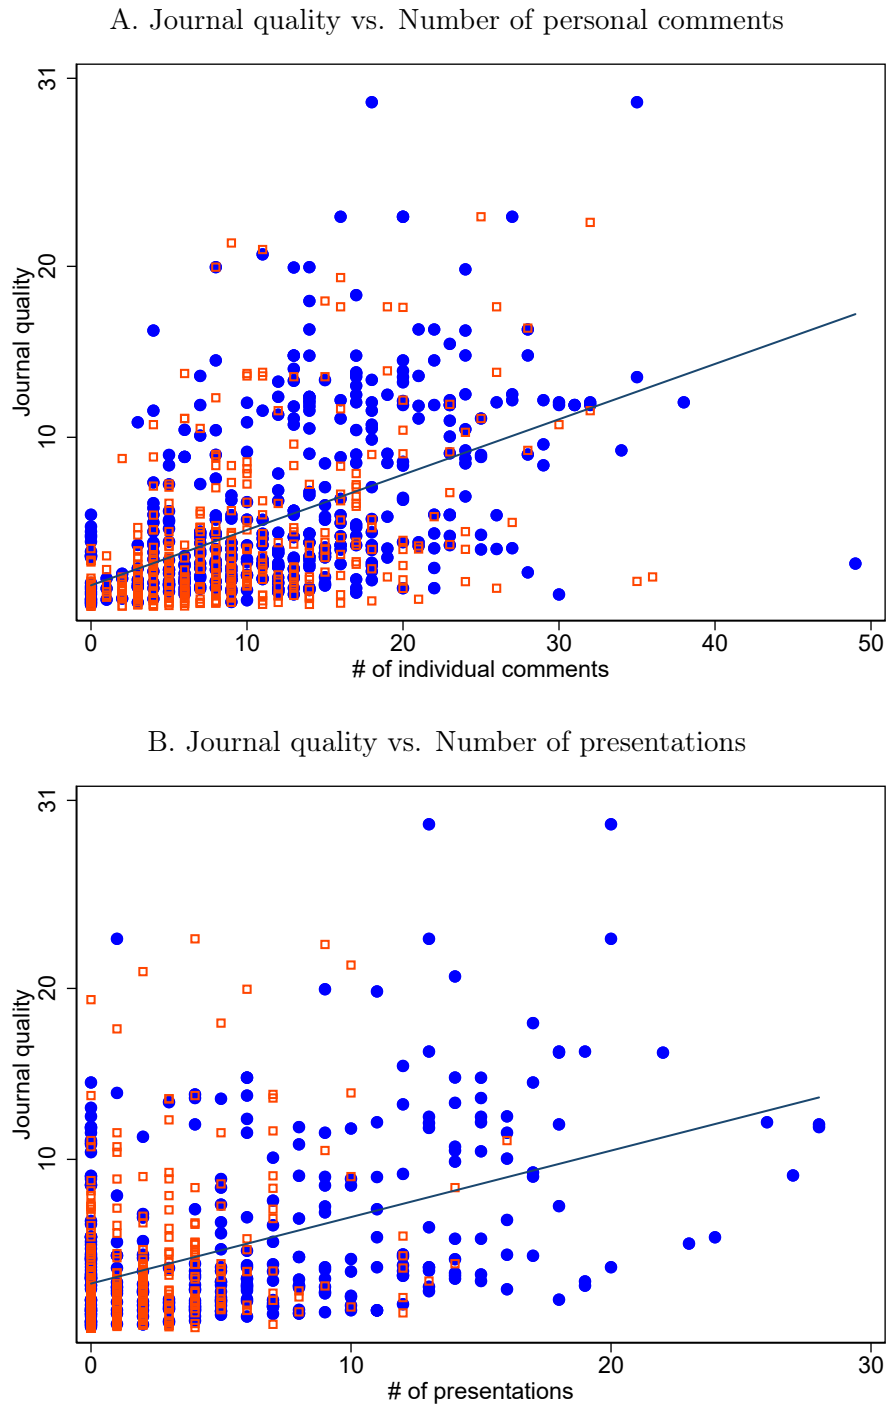 A. Journal quality vs. Number of personal comments
31
20
10
Journal quality
0 10 20 30 40 50
# of individual comments
B. Journal quality vs. Number of presentations
31
20
10
Journal quality
0 10 20 30
# of presentations